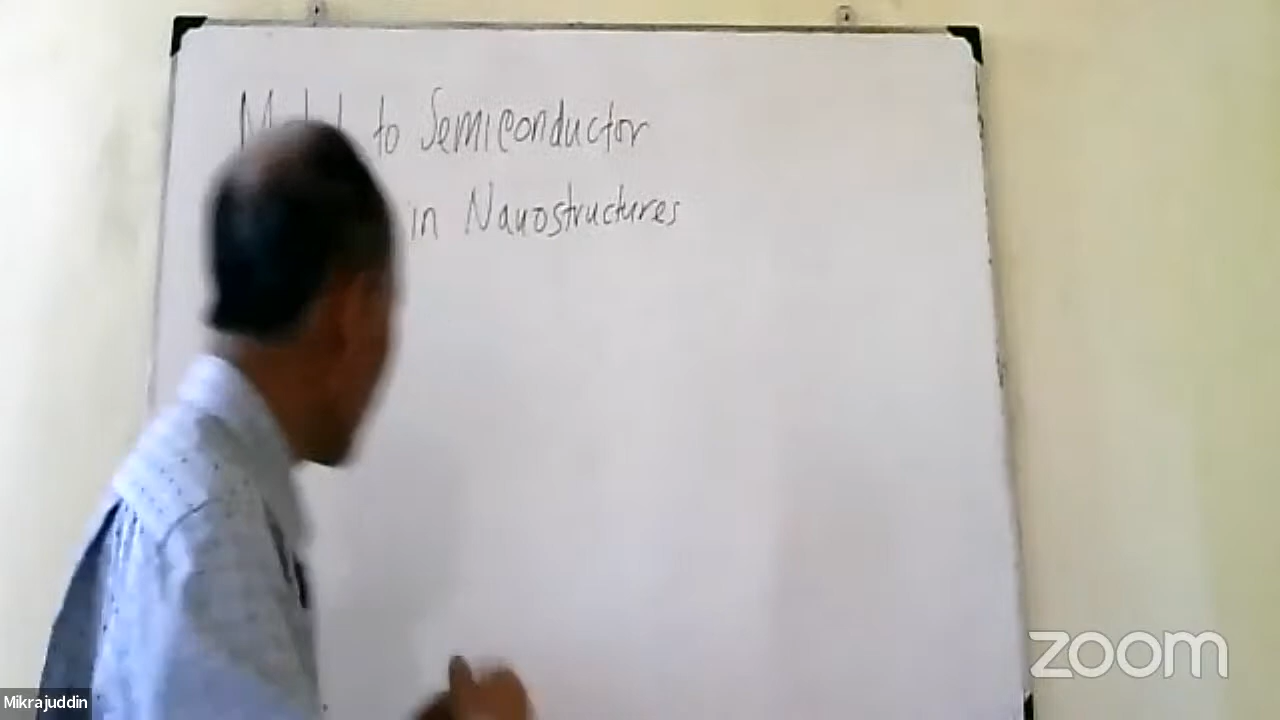 to Semiconductor
in Nanostructures
zoom
Mikrajuddin